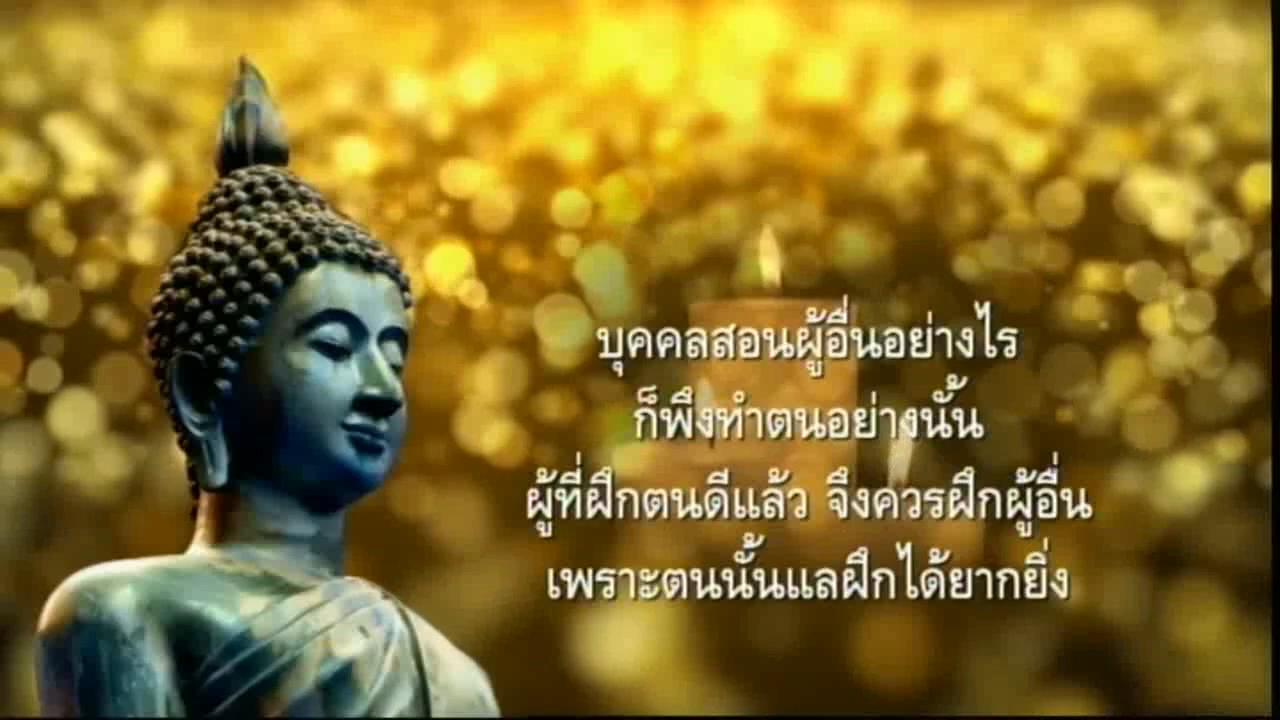 บุคคลสอนผู้อื่นอย่างไร
ก็พึงทำตนอย่างนั้น
ผู้ที่ฝึกตนดีแล้ว จึงควรฝึกผู้อื่น
เพราะตนนั้นแลฝึกได้ยากยิ่ง